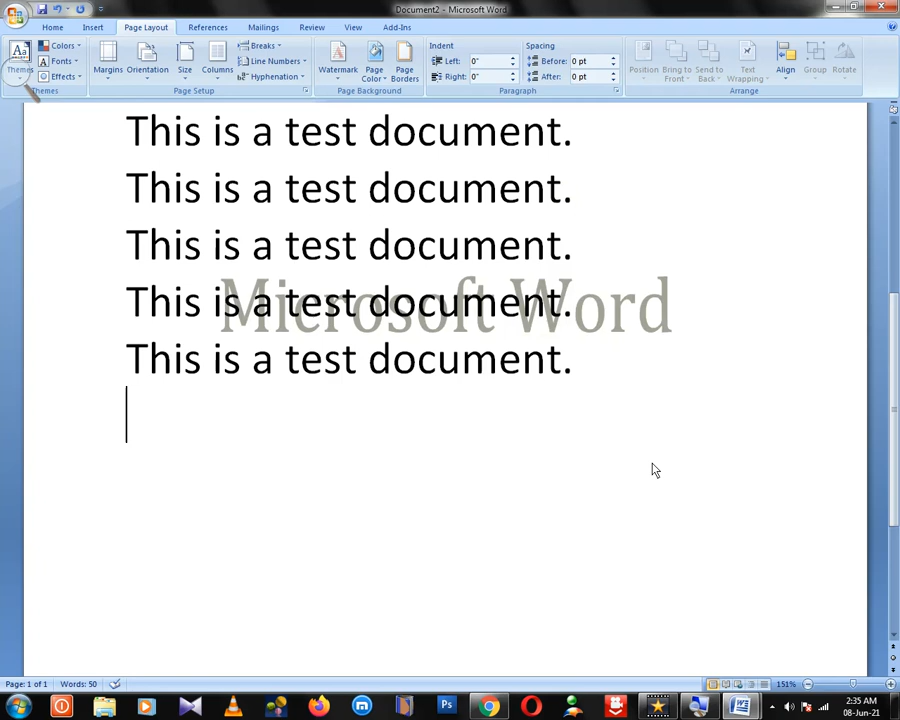 Document2 - Microsoft Word
Home Insert Page Layout References Mailings Review View Add-Ins
Themes
Colors
Fonts
Effects
Themes
Margins
Orientation
Size
Columns
Breaks
Line Numbers
Hyphenation
Page Setup
Watermark
Page Color
Page Borders
Page Background
Indent
Left: 0"
Right: 0"
Spacing
Before: 0 pt
After: 0 pt
Paragraph
Position
Bring to Front
Send to Back
Text Wrapping
Align
Group
Rotate
Arrange
This is a test document.
This is a test document.
This is a test document.
This is a test document.
Microsoft Word
This is a test document.
Page: 1 of 1 Words: 50 151%
Ps
2:35 AM
08-Jun-21